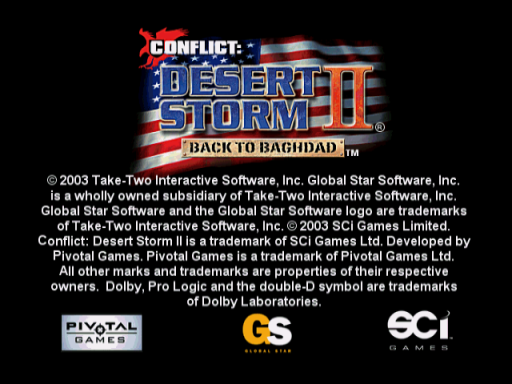 CONFLICT:
DESERT
STORM II®
BACK TO BAGHDAD™
© 2003 Take-Two Interactive Software, Inc. Global Star Software, Inc.
is a wholly owned subsidiary of Take-Two Interactive Software, Inc.
Global Star Software and the Global Star Software logo are trademarks
of Take-Two Interactive Software, Inc. © 2003 SCi Games Limited.
Conflict: Desert Storm II is a trademark of SCi Games Ltd. Developed by
Pivotal Games. Pivotal Games is a trademark of Pivotal Games Ltd.
All other marks and trademarks are properties of their respective
owners. Dolby, Pro Logic and the double-D symbol are trademarks
of Dolby Laboratories.
PIVOTAL
GAMES
GS
GLOBAL STAR
SCi
GAMES